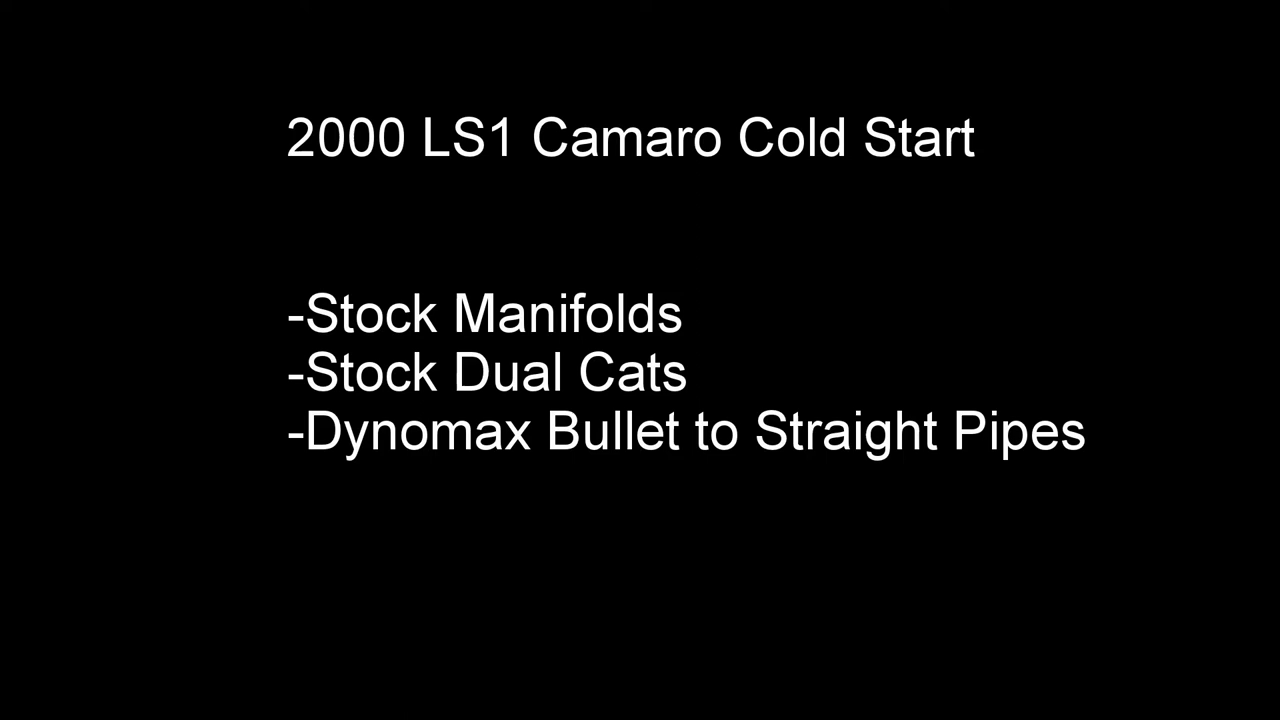 2000 LS1 Camaro Cold Start
-Stock Manifolds
-Stock Dual Cats
-Dynomax Bullet to Straight Pipes